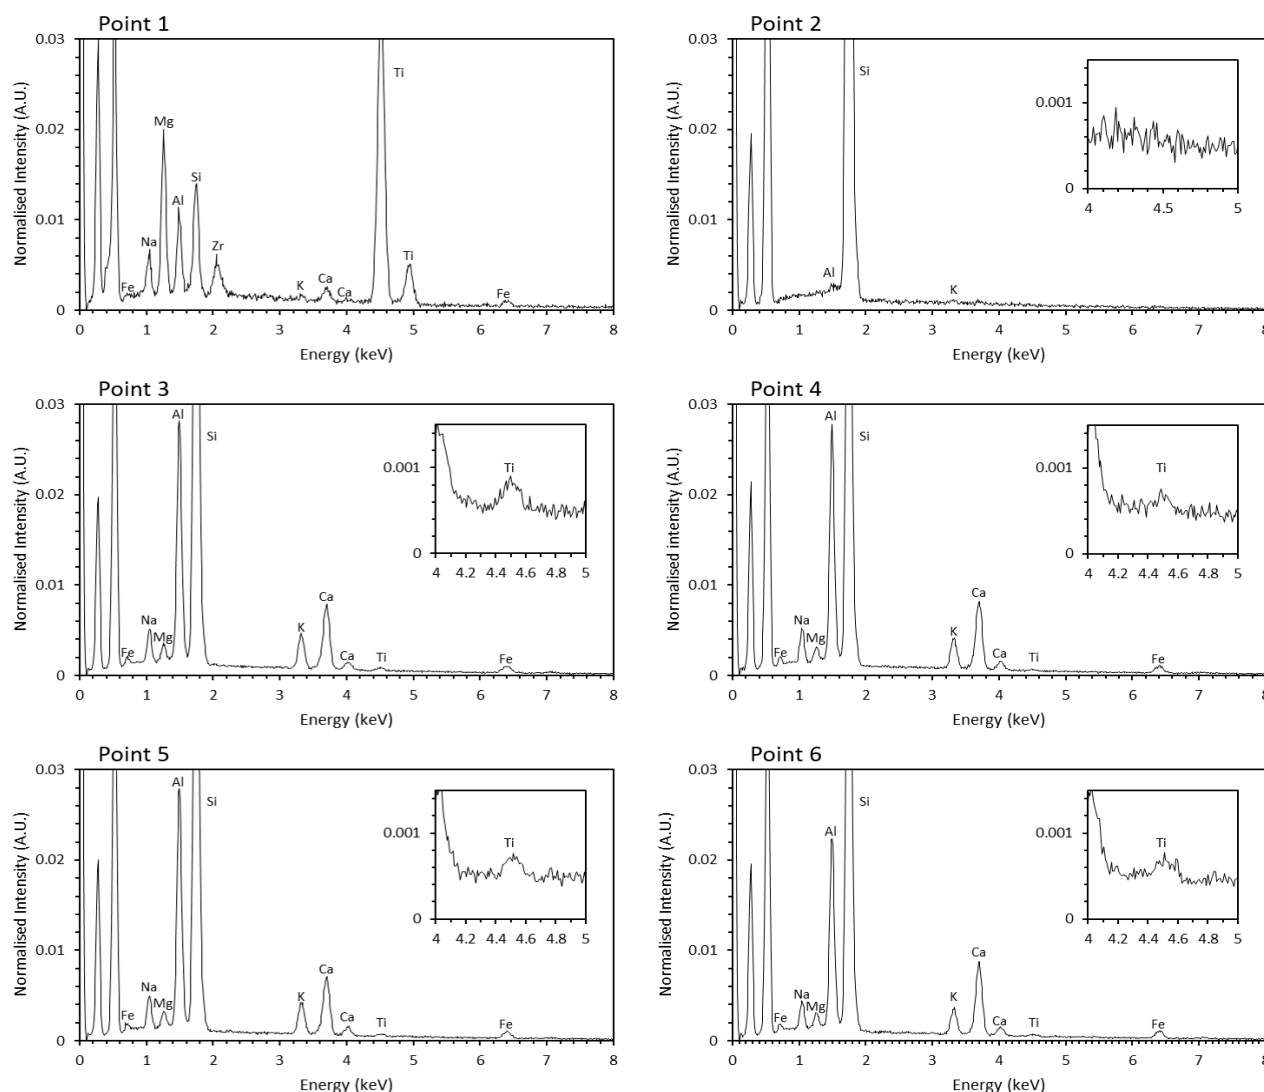 Point 1
Normalised Intensity (A.U.)
0.03
0.02
0.01
0
Fe
Na
Mg
Al
Si
Zr
K
Ca
Ca
Ti
Ti
Fe
0 1 2 3 4 5 6 7 8
Energy (keV)
Point 2
Normalised Intensity (A.U.)
0.03
0.02
0.01
0
Al
Si
K
0.001
0
4 4.5 5
0 1 2 3 4 5 6 7 8
Energy (keV)
Point 3
Normalised Intensity (A.U.)
0.03
0.02
0.01
0
Fe
Na
Mg
Al
Si
K
Ca
Ca
Ti
Fe
0.001
0
Ti
4 4.2 4.4 4.6 4.8 5
0 1 2 3 4 5 6 7 8
Energy (keV)
Point 4
Normalised intensity (A.U.)
0.03
0.02
0.01
0
Fe
Na
Mg
Al
Si
K
Ca
Ca
Ti
Fe
0.001
0
Ti
4 4.2 4.4 4.6 4.8 5
0 1 2 3 4 5 6 7 8
Energy (keV)
Point 5
Normalised Intensity (A.U.)
0.03
0.02
0.01
0
Fe
Na
Mg
Al
Si
K
Ca
Ca
Ti
Fe
0.001
0
Ti
4 4.2 4.4 4.6 4.8 5
0 1 2 3 4 5 6 7 8
Energy (keV)
Point 6
Normalised Intensity (A.U.)
0.03
0.02
0.01
0
Fe
Na
Mg
Al
Si
K
Ca
Ca
Ti
Fe
0.001
0
Ti
4 4.2 4.4 4.6 4.8 5
0 1 2 3 4 5 6 7 8
Energy (keV)